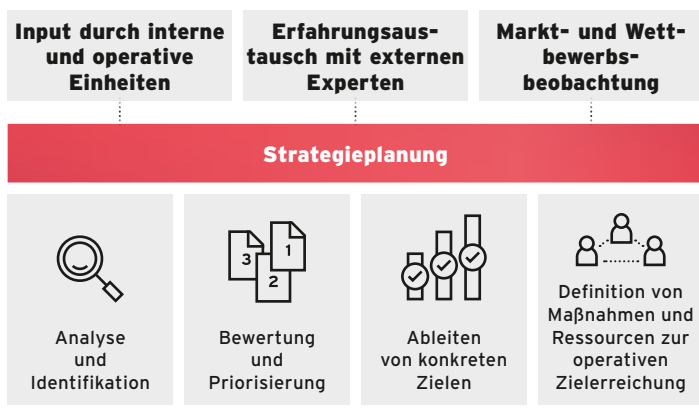 Input durch interne
und operative
Einheiten
Erfahrungsaus-
tausch mit externen
Experten
Markt- und Wett-
bewerbs-
beobachtung
Strategieplanung
Analyse
und
Identifikation
3
1
2
Bewertung
und
Priorisierung
Ableiten
von konkreten
Zielen
Definition von
Maßnahmen und
Ressourcen zur
operativen
Zielerreichung